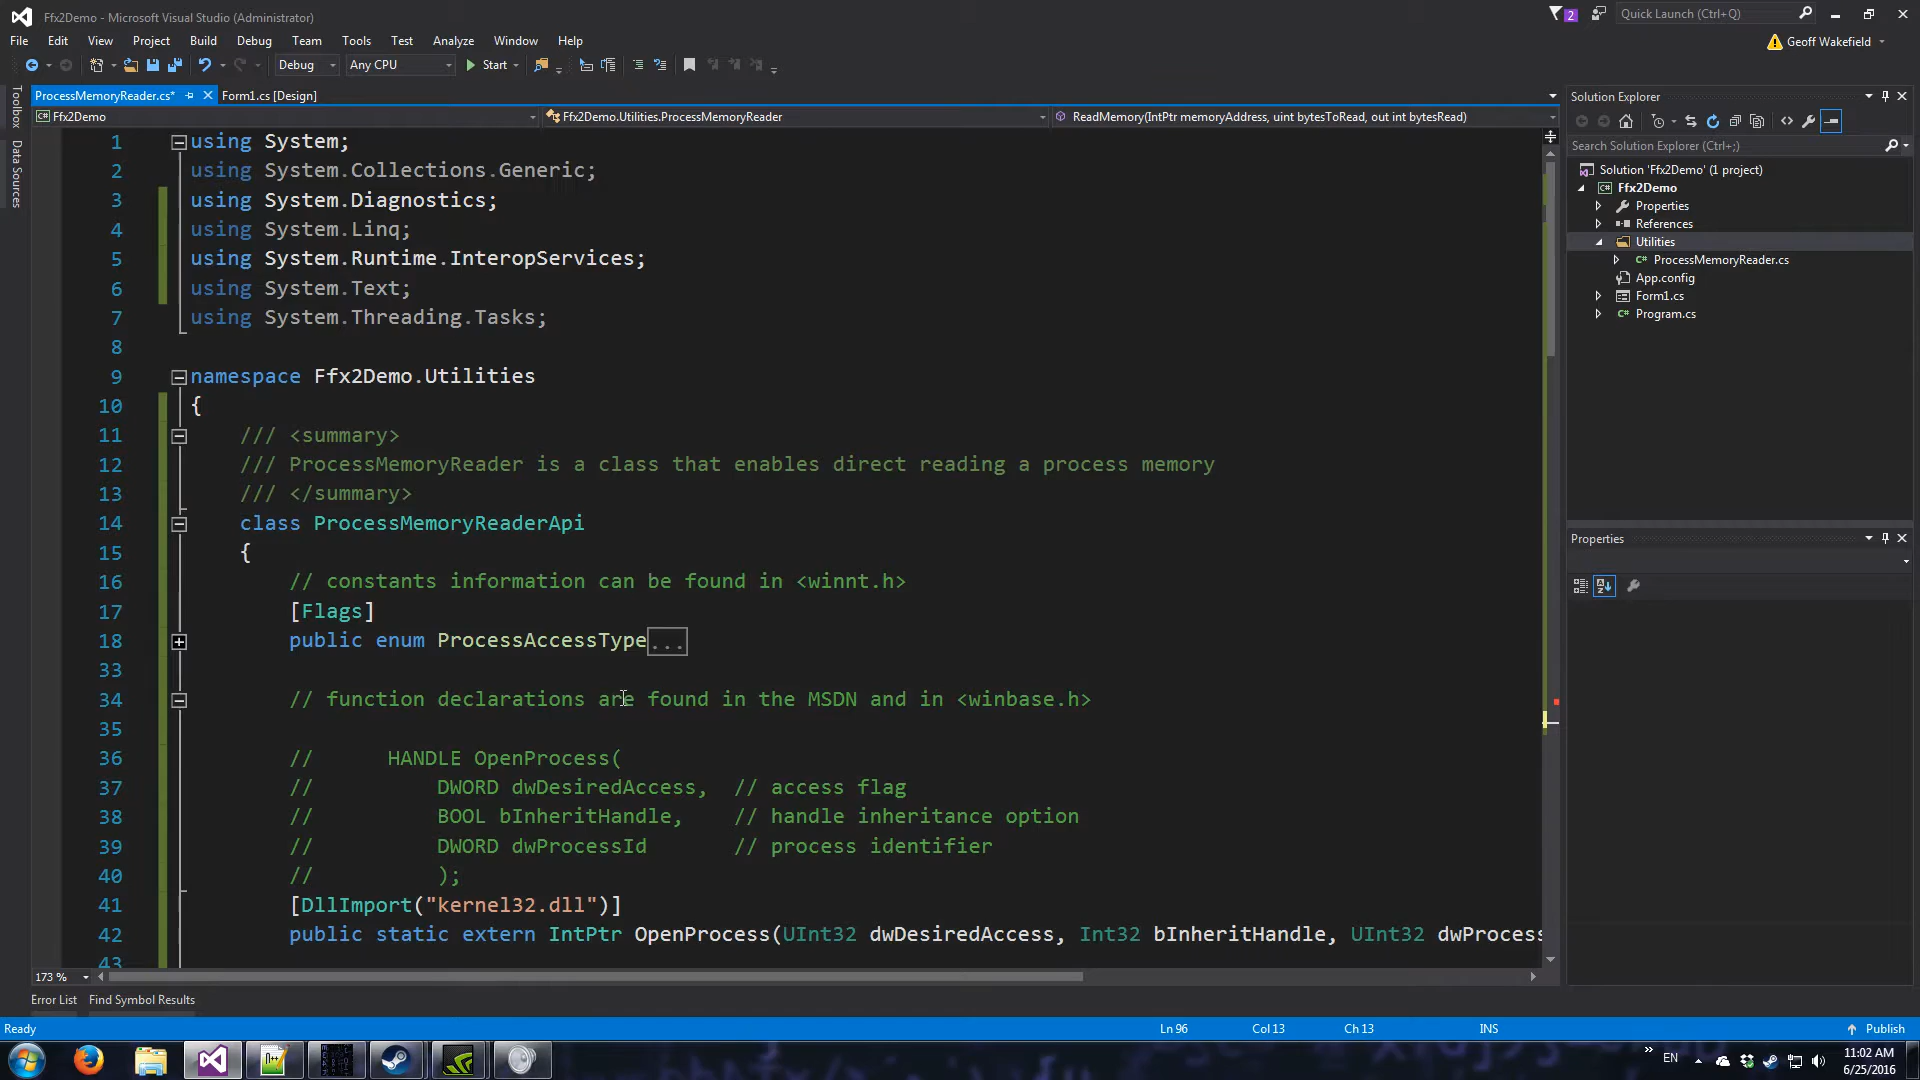 Ffx2Demo - Microsoft Visual Studio (Administrator)
2
Quick Launch (Ctrl+Q)
File Edit View Project Build Debug Team Tools Test Analyze Window Help
Geoff Wakefield
Debug Any CPU Start
ProcessMemoryReader.cs*
Form1.cs [Design]
Ffx2Demo
Ffx2Demo.Utilities.ProcessMemoryReader
ReadMemory(IntPtr memoryAddress, uint bytesToRead, out int bytesRead)
Toolbox
Data Sources
1 using System;
2 using System.Collections.Generic;
3 using System.Diagnostics;
4 using System.Linq;
5 using System.Runtime.InteropServices;
6 using System.Text;
7 using System.Threading.Tasks;
8
9 namespace Ffx2Demo.Utilities
10 {
11 /// <summary>
12 /// ProcessMemoryReader is a class that enables direct reading a process memory
13 /// </summary>
14 class ProcessMemoryReaderApi
15 {
16 // constants information can be found in <winnt.h>
17 [Flags]
18 public enum ProcessAccessType...
33
34 // function declarations are found in the MSDN and in <winbase.h>
35
36 // HANDLE OpenProcess(
37 // DWORD dwDesiredAccess, // access flag
38 // BOOL bInheritHandle, // handle inheritance option
39 // DWORD dwProcessId // process identifier
40 // );
41 [DllImport("kernel32.dll")]
42 public static extern IntPtr OpenProcess(UInt32 dwDesiredAccess, Int32 bInheritHandle, UInt32 dwProcess
43
173 %
Error List Find Symbol Results
Solution Explorer
Search Solution Explorer (Ctrl+;)
Solution 'Ffx2Demo' (1 project)
Ffx2Demo
Properties
References
Utilities
ProcessMemoryReader.cs
App.config
Form1.cs
Program.cs
Properties
Ready
Ln 96
Col 13
Ch 13
INS
Publish
EN
11:02 AM
6/25/2016